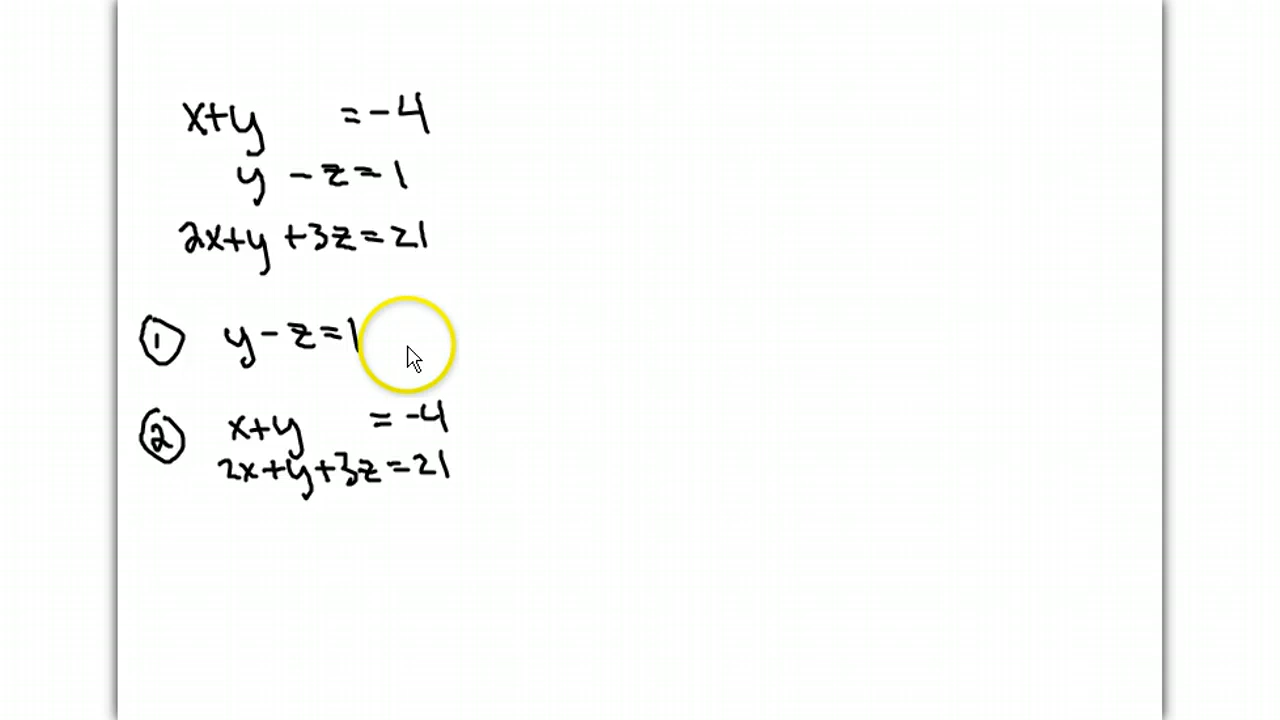 x+y = -4
y - z = 1
2x+y +3z = 21
① y - z = 1
② x+y = -4
2x+y+3z = 21